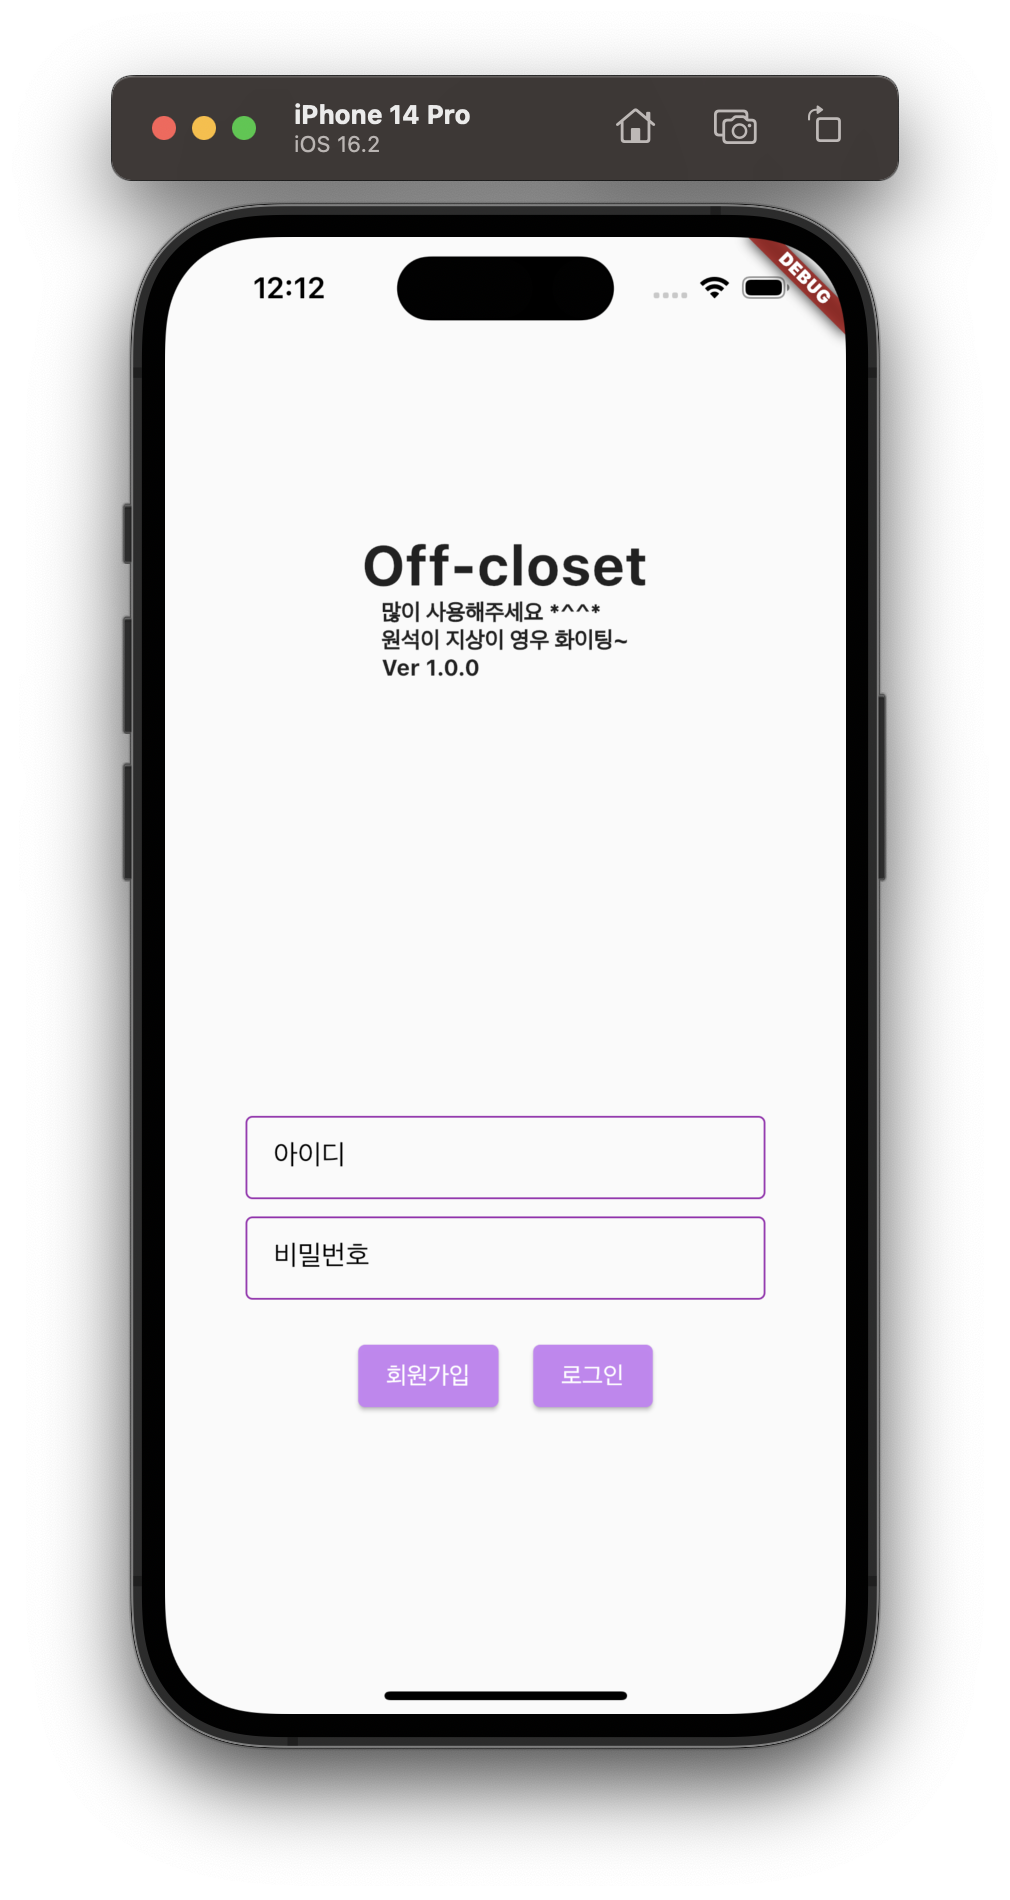 iPhone 14 Pro
iOS 16.2
12:12
DEBUG
Off-closet
많이 사용해주세요 *^^*
원석이 지상이 영우 화이팅~
Ver 1.0.0
아이디
비밀번호
회원가입 로그인